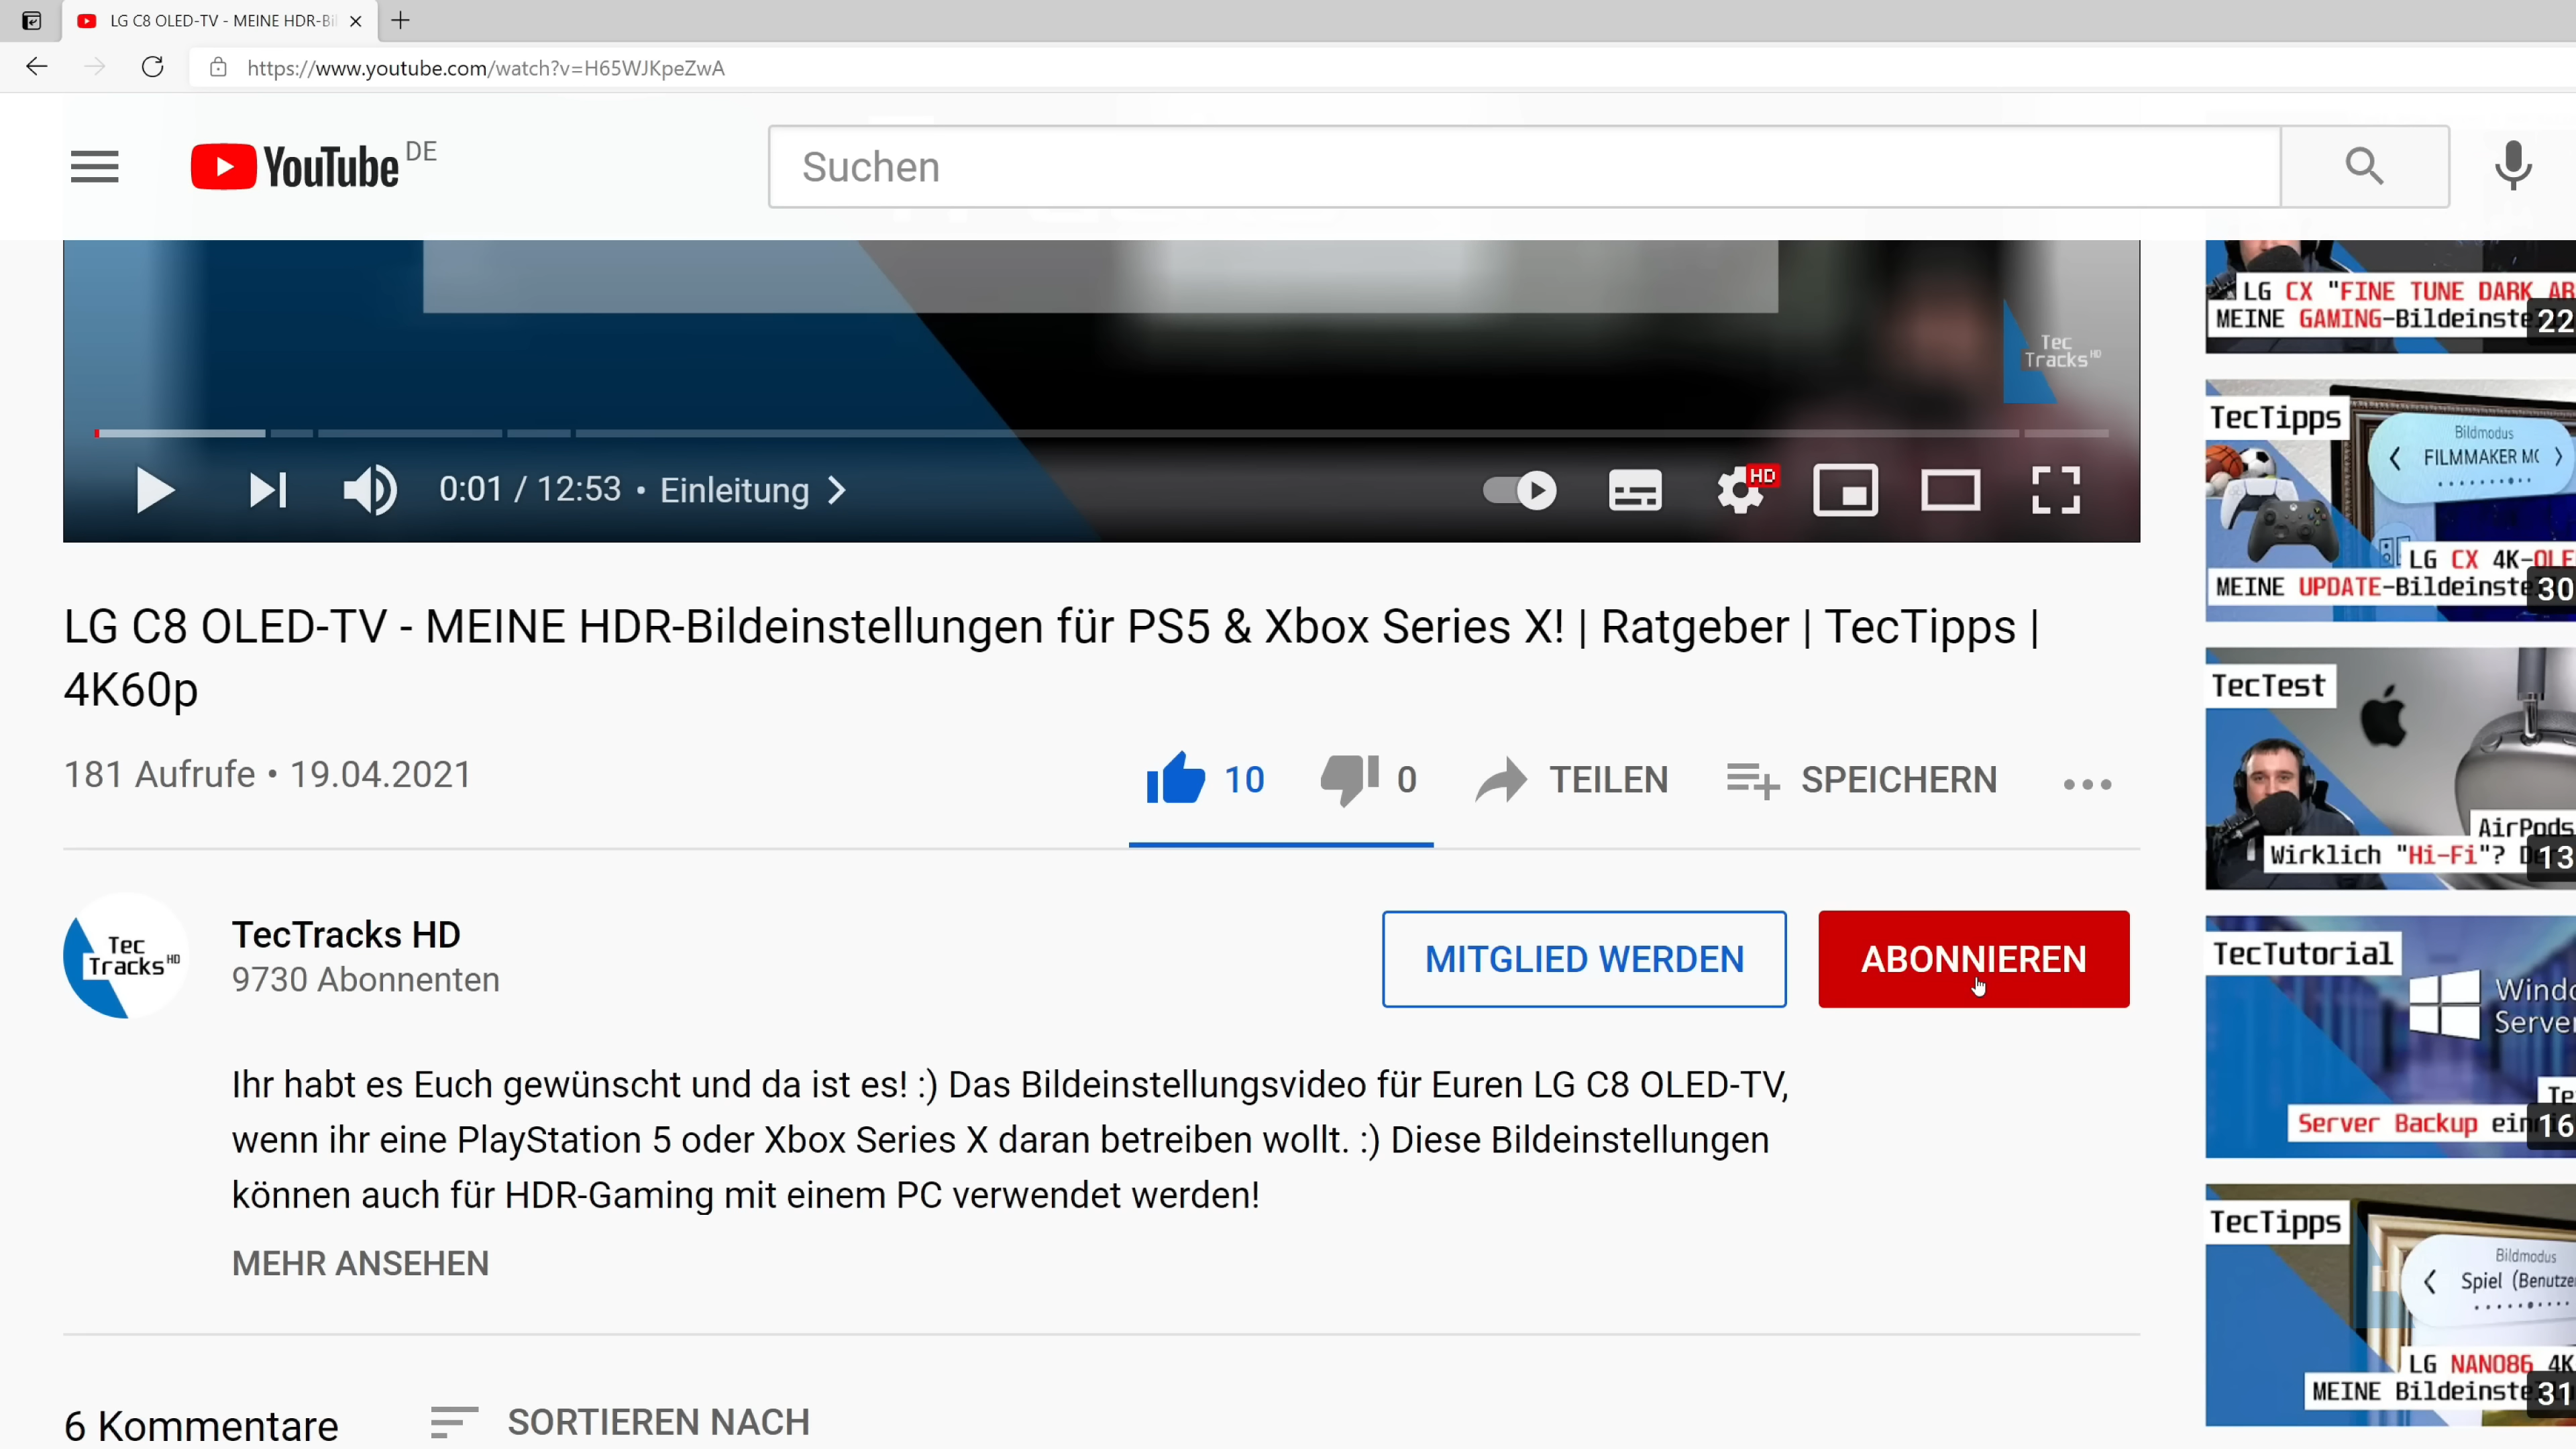 LG C8 OLED-TV - MEINE HDR-Bil
https://www.youtube.com/watch?v=H65WJKpeZwA
YouTube DE
Suchen
Tec
Tracks HD
0:01 / 12:53 • Einleitung
HD
LG C8 OLED-TV - MEINE HDR-Bildeinstellungen für PS5 & Xbox Series X! | Ratgeber | TecTipps |
4K60p
181 Aufrufe • 19.04.2021
10
0
TEILEN
SPEICHERN
Tec
Tracks HD
TecTracks HD
9730 Abonnenten
MITGLIED WERDEN
ABONNIEREN
Ihr habt es Euch gewünscht und da ist es! :) Das Bildeinstellungsvideo für Euren LG C8 OLED-TV,
wenn ihr eine PlayStation 5 oder Xbox Series X daran betreiben wollt. :) Diese Bildeinstellungen
können auch für HDR-Gaming mit einem PC verwendet werden!
MEHR ANSEHEN
6 Kommentare
SORTIEREN NACH
LG CX "FINE TUNE DARK AR
MEINE GAMING-Bildeinste
22
TecTipps
Bildmodus
FILMMAKER MO
LG CX 4K-OLE
MEINE UPDATE-Bildeinste
30
TecTest
AirPods
Wirklich "Hi-Fi"?
13
TecTutorial
Windo
Server
Te
Server Backup ein
16
TecTipps
Bildmodus
Spiel (Benutze
LG NANO86 4K
MEINE Bildeinste
31